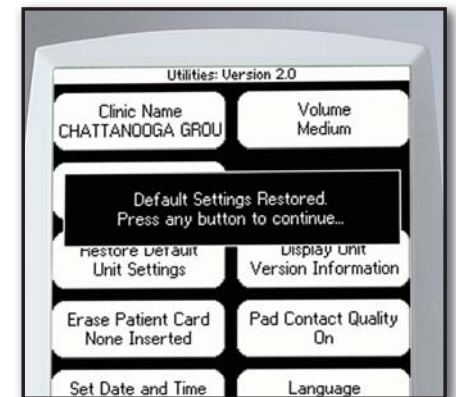 Utilities: Version 2.0
Clinic Name
CHATTANOOGA GROU
Volume
Medium
Default Settings Restored.
Press any button to continue...
Restore Default
Unit Settings
Display Unit
Version Information
Erase Patient Card
None Inserted
Pad Contact Quality
On
Set Date and Time
Language